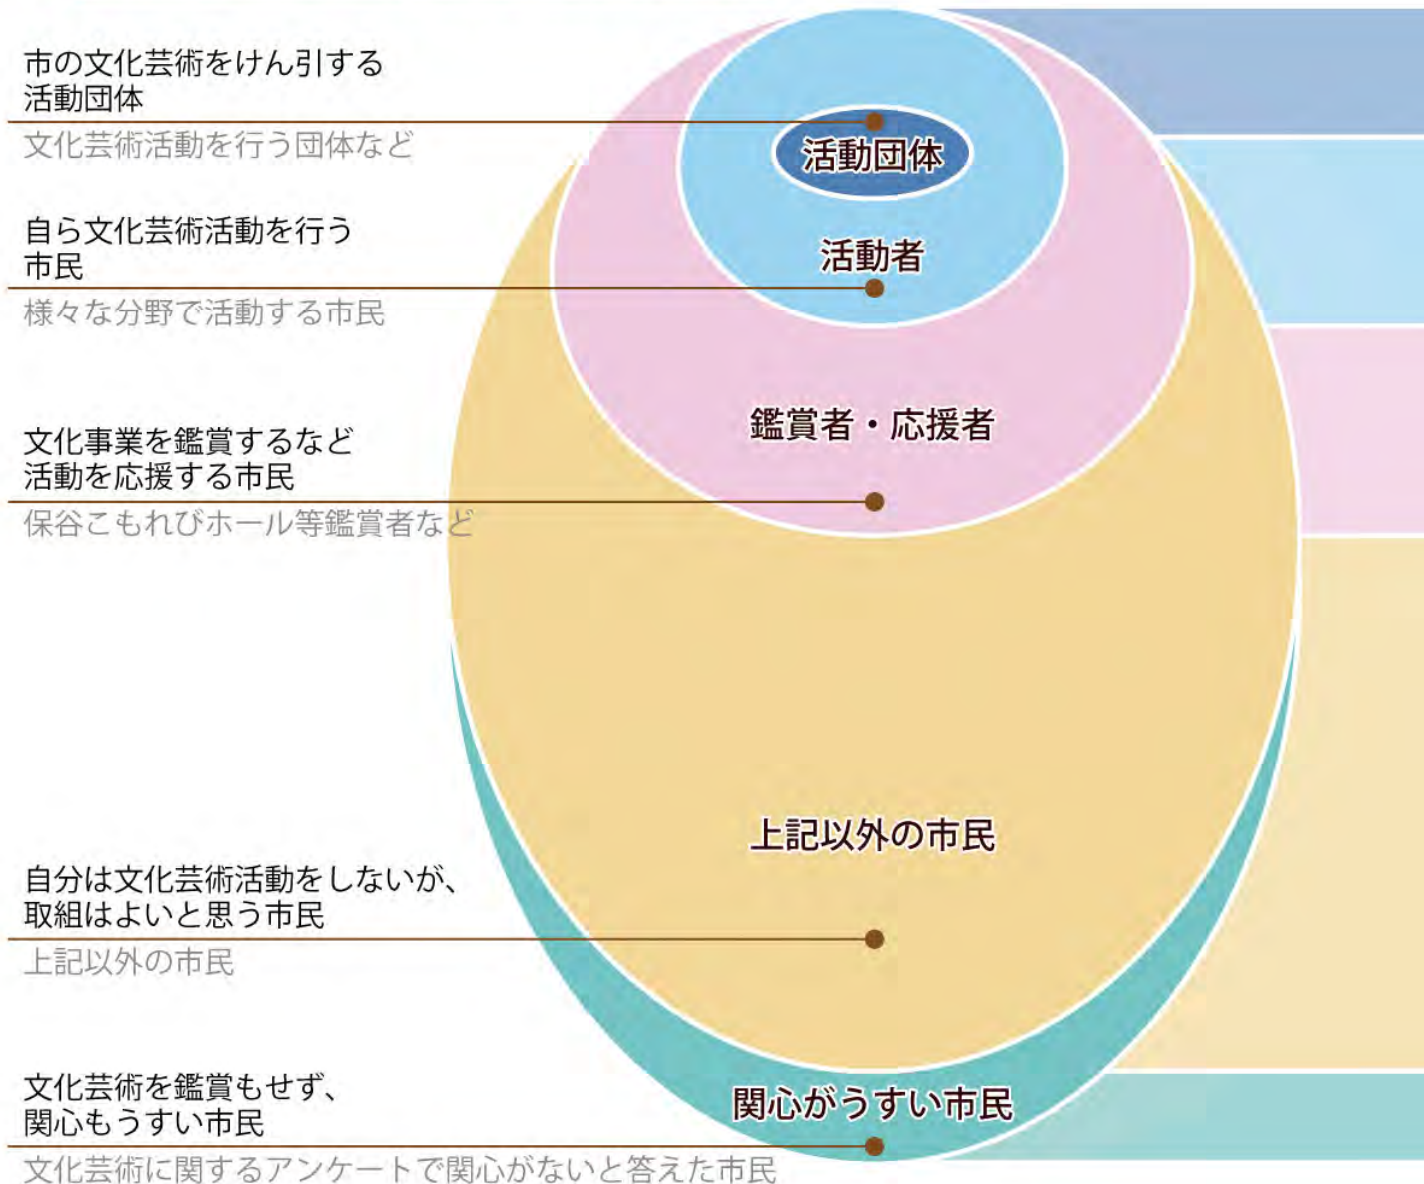 市の文化芸術をけん引する
活動団体
文化芸術活動を行う団体など
活動団体
自ら文化芸術活動を行う
市民
様々な分野で活動する市民
活動者
文化事業を鑑賞するなど
活動を応援する市民
保谷こもれびホール等鑑賞者など
鑑賞者・応援者
自分は文化芸術活動をしないが、
取組はよいと思う市民
上記以外の市民
上記以外の市民
文化芸術を鑑賞もせず、
関心もうすい市民
文化芸術に関するアンケートで関心がないと答えた市民
関心がうすい市民